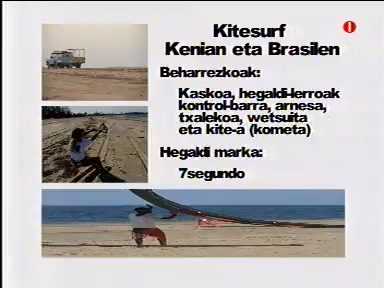 Kitesurf
Kenian eta Brasilen
Beharrezkoak:
Kaskoa, hegaldi-lerroak
kontrol-barra, arnesa,
txalekoa, wetsuita
eta kite-a (kometa)
Hegaldi marka:
7segundo